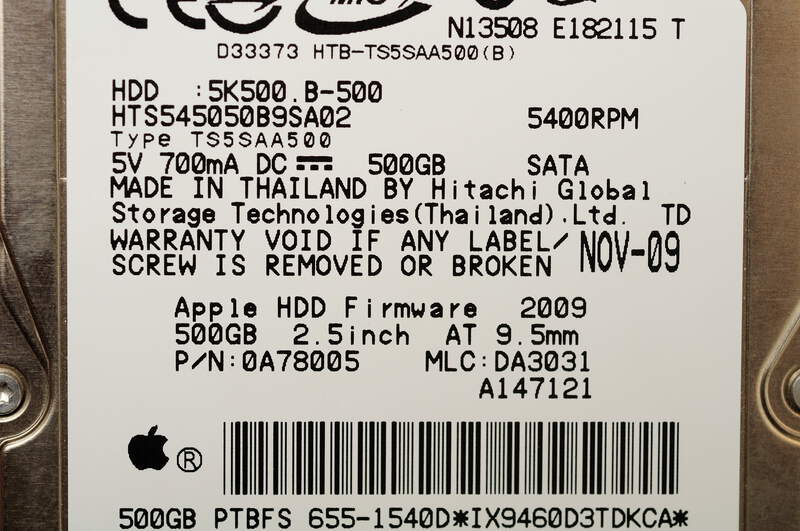 N13508 E182115 T
D33373 HTB-TS5SAA500(B)
HDD :5K500.B-500
HTS545050B9SA02 5400RPM
Type TS5SAA500
5V 700mA DC 500GB SATA
MADE IN THAILAND BY Hitachi Global
Storage Technologies(Thailand).Ltd. TD
WARRANTY VOID IF ANY LABEL/
SCREW IS REMOVED OR BROKEN NOV-09
Apple HDD Firmware 2009
500GB 2.5inch AT 9.5mm
P/N:0A78005 MLC:DA3031
A147121
®
500GB PTBFS 655-1540D*IX9460D3TDKCA*